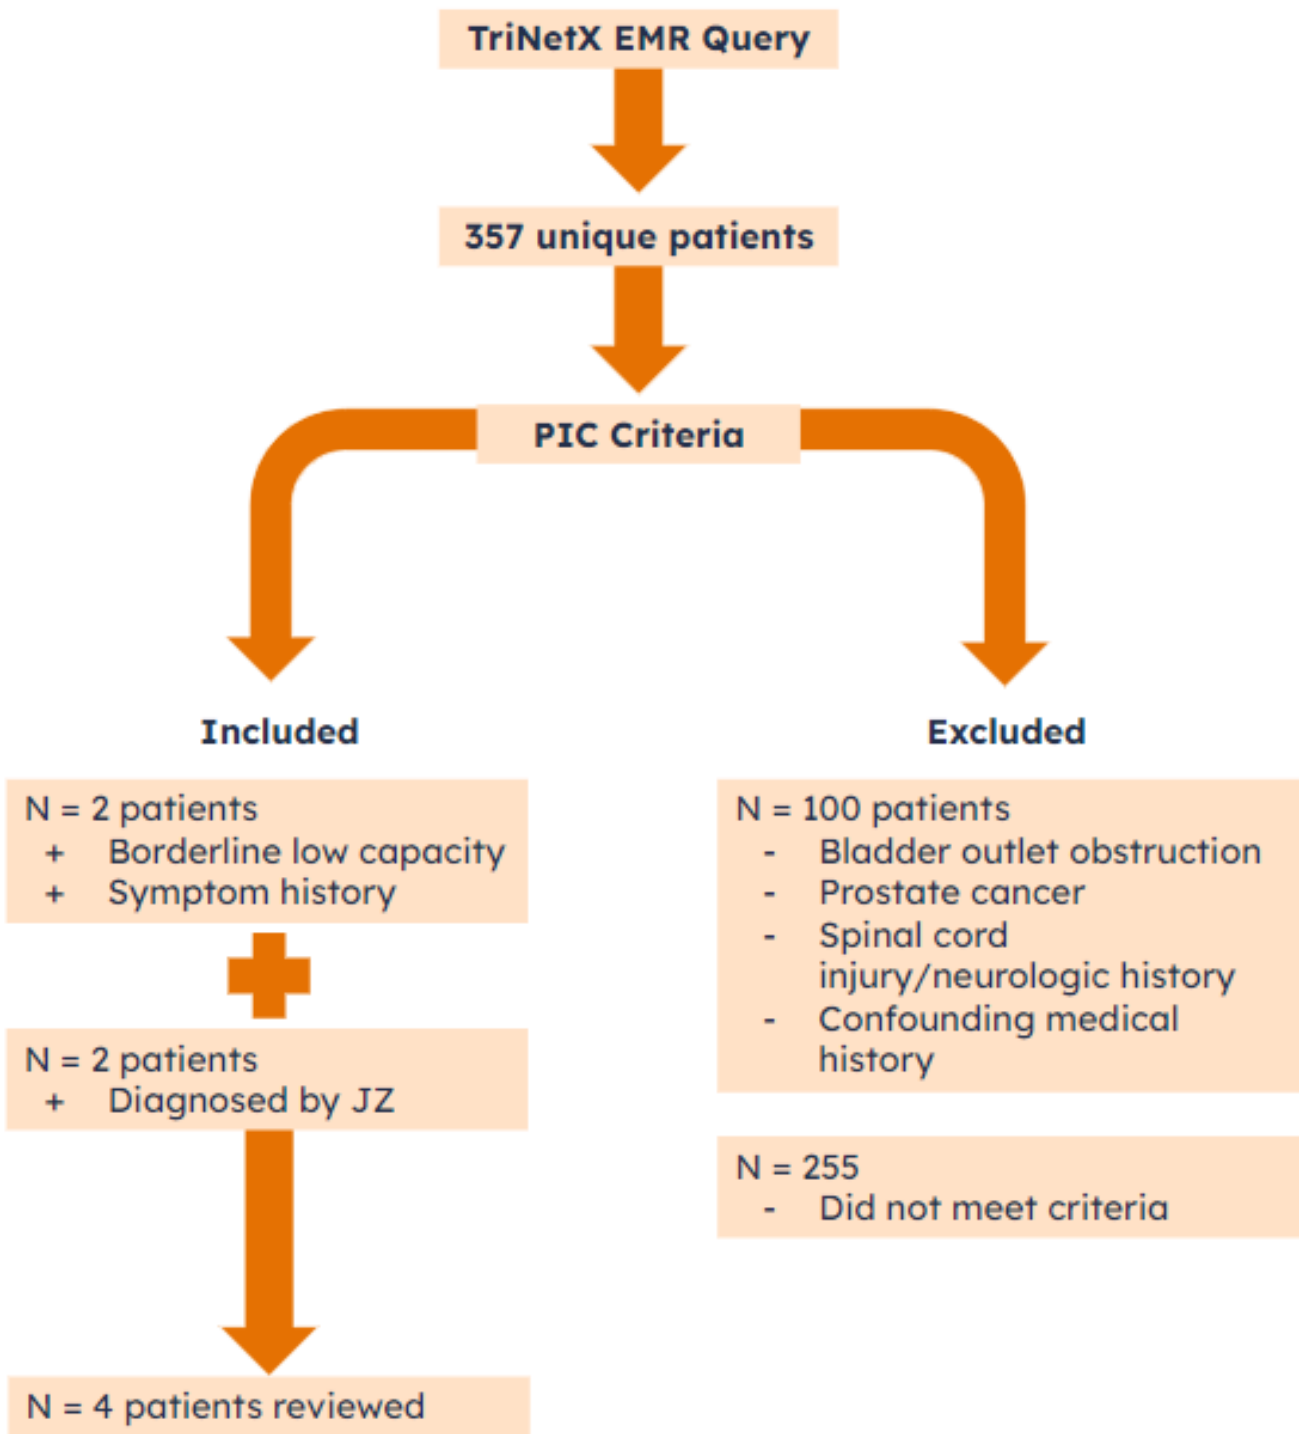 TriNetX EMR Query
357 unique patients
PIC Criteria
Included
N = 2 patients
+ Borderline low capacity
+ Symptom history
N = 2 patients
+ Diagnosed by JZ
N = 4 patients reviewed
Excluded
N = 100 patients
- Bladder outlet obstruction
- Prostate cancer
- Spinal cord
injury/neurologic history
- Confounding medical
history
N = 255
- Did not meet criteria